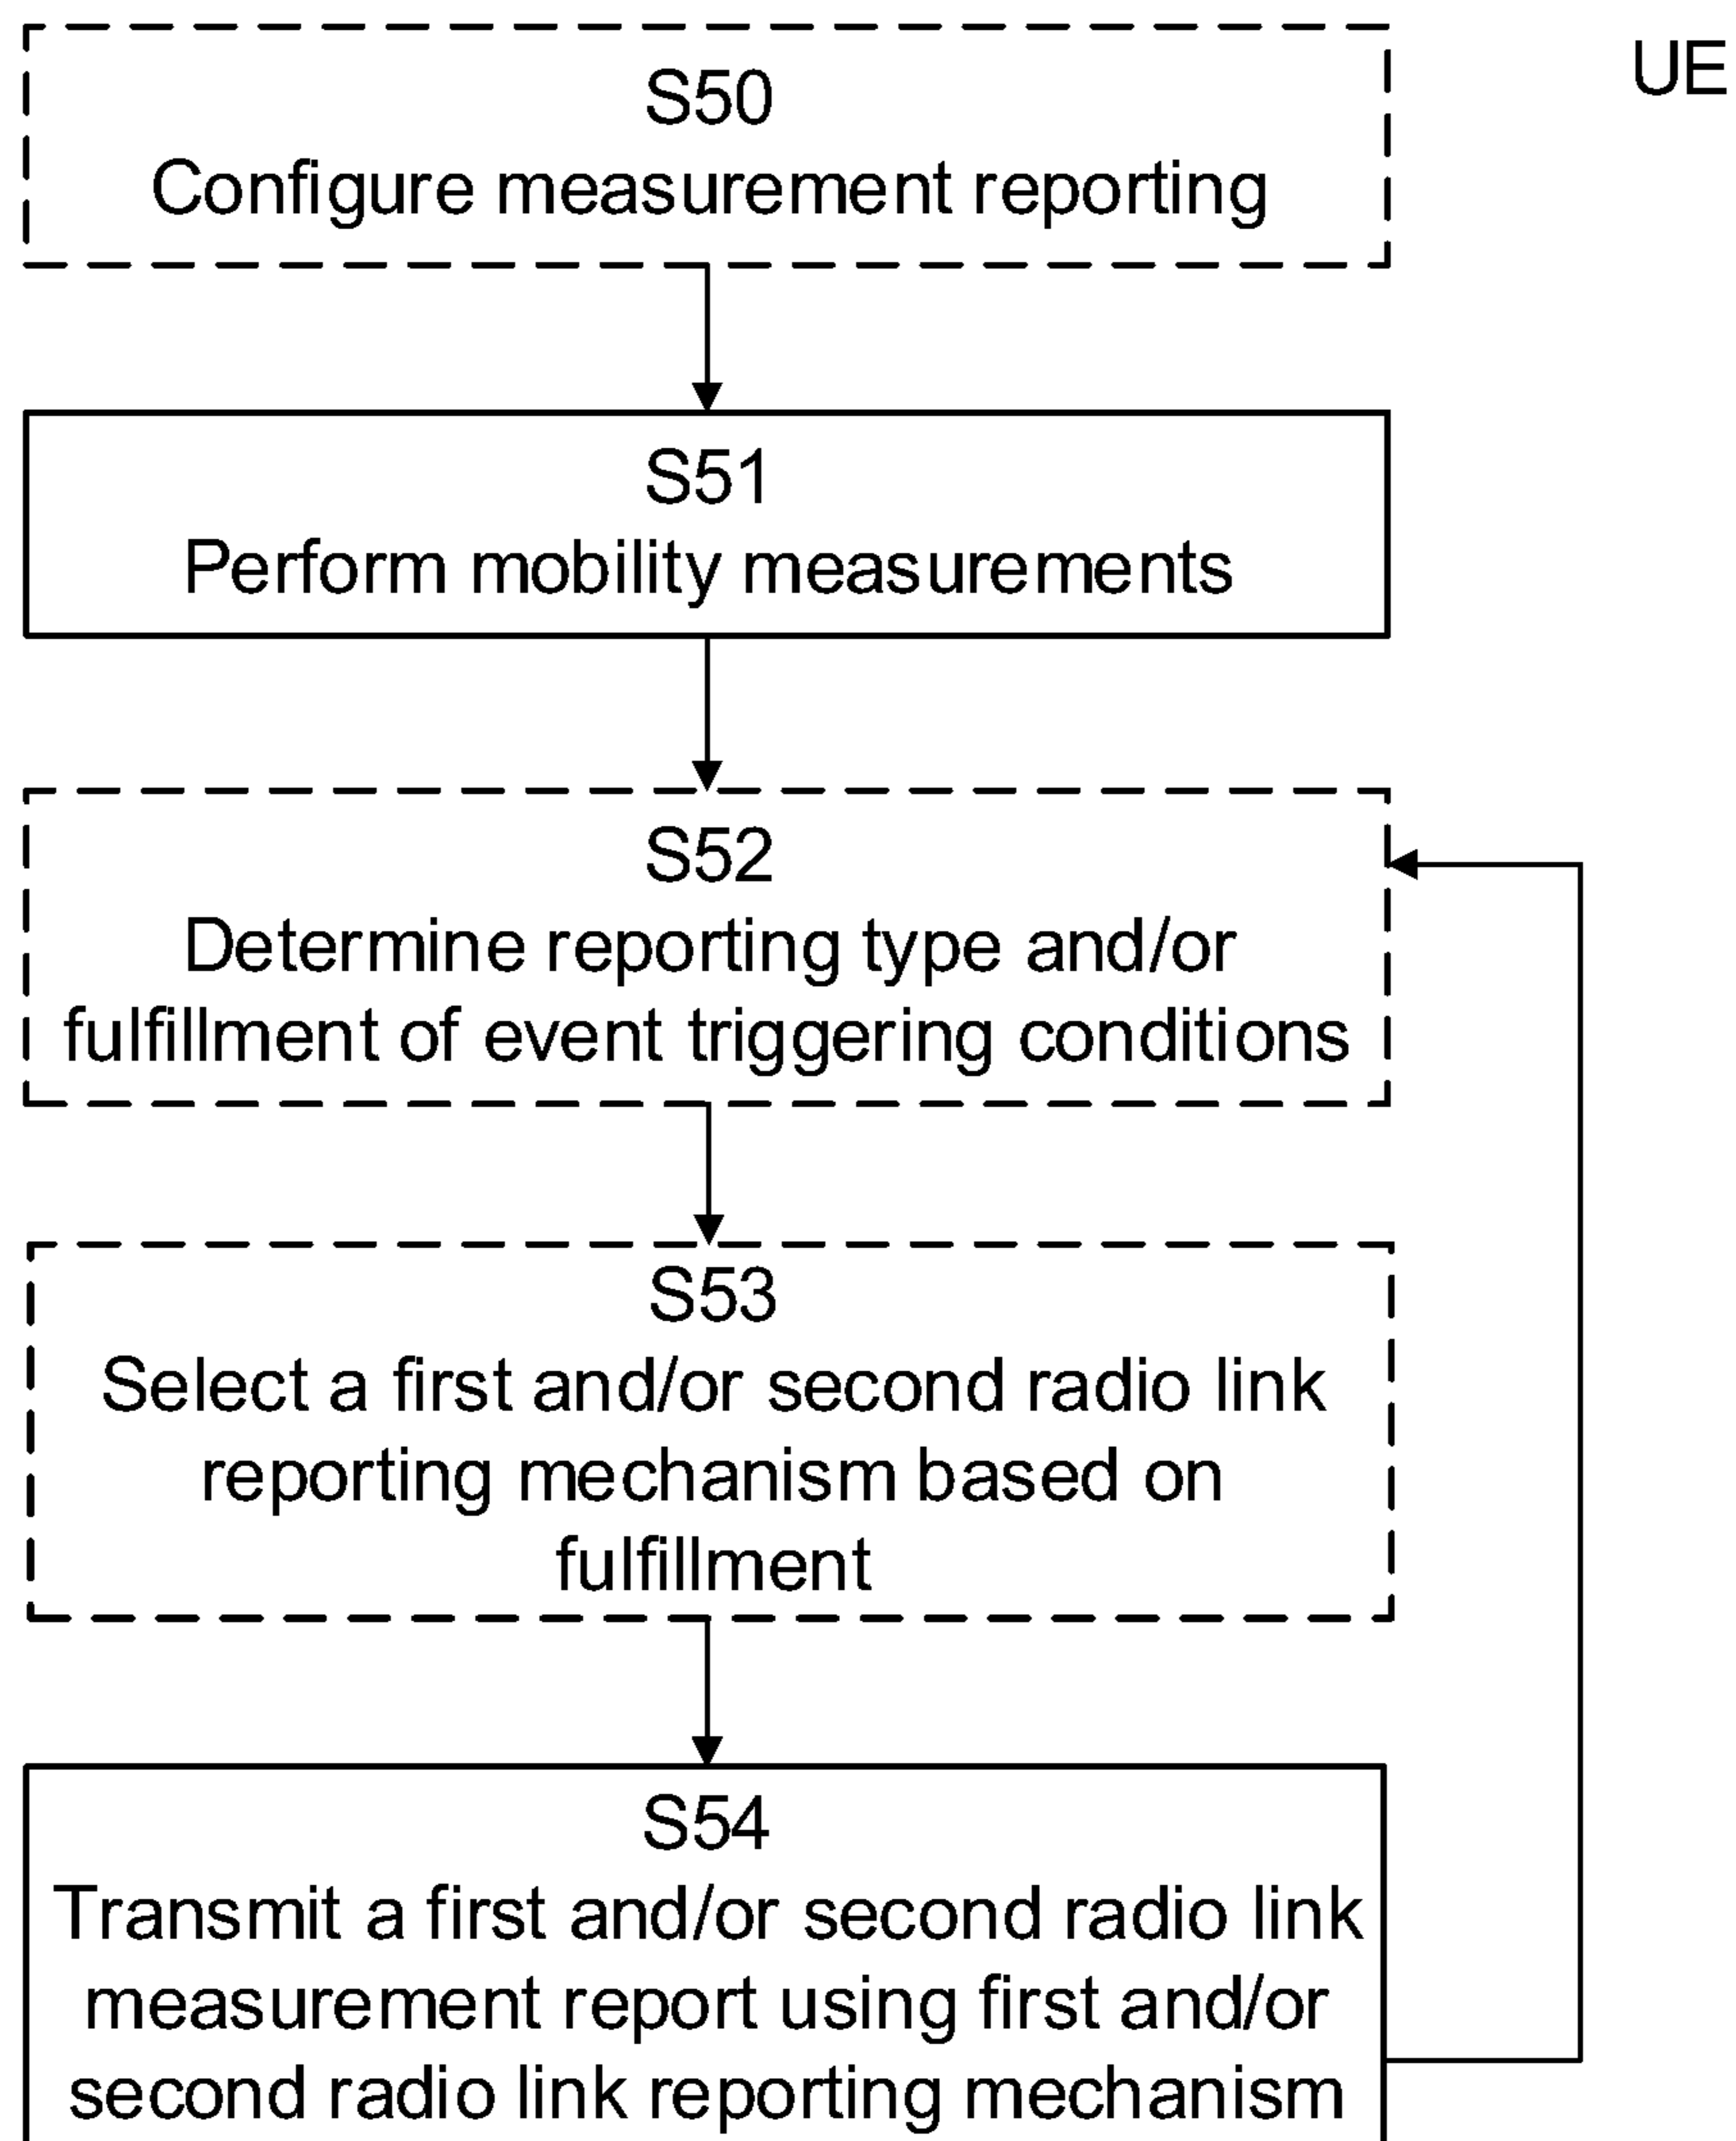 UE
S50
Configure measurement reporting
S51
Perform mobility measurements
S52
Determine reporting type and/or
fulfillment of event triggering conditions
S53
Select a first and/or second radio link
reporting mechanism based on
fulfillment
S54
Transmit a first and/or second radio link
measurement report using first and/or
second radio link reporting mechanism